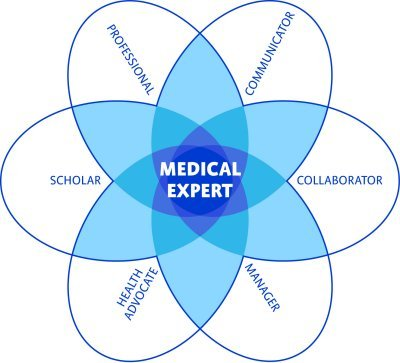 PROFESSIONAL
COMMUNICATOR
SCHOLAR
MEDICAL
EXPERT
COLLABORATOR
HEALTH
ADVOCATE
MANAGER